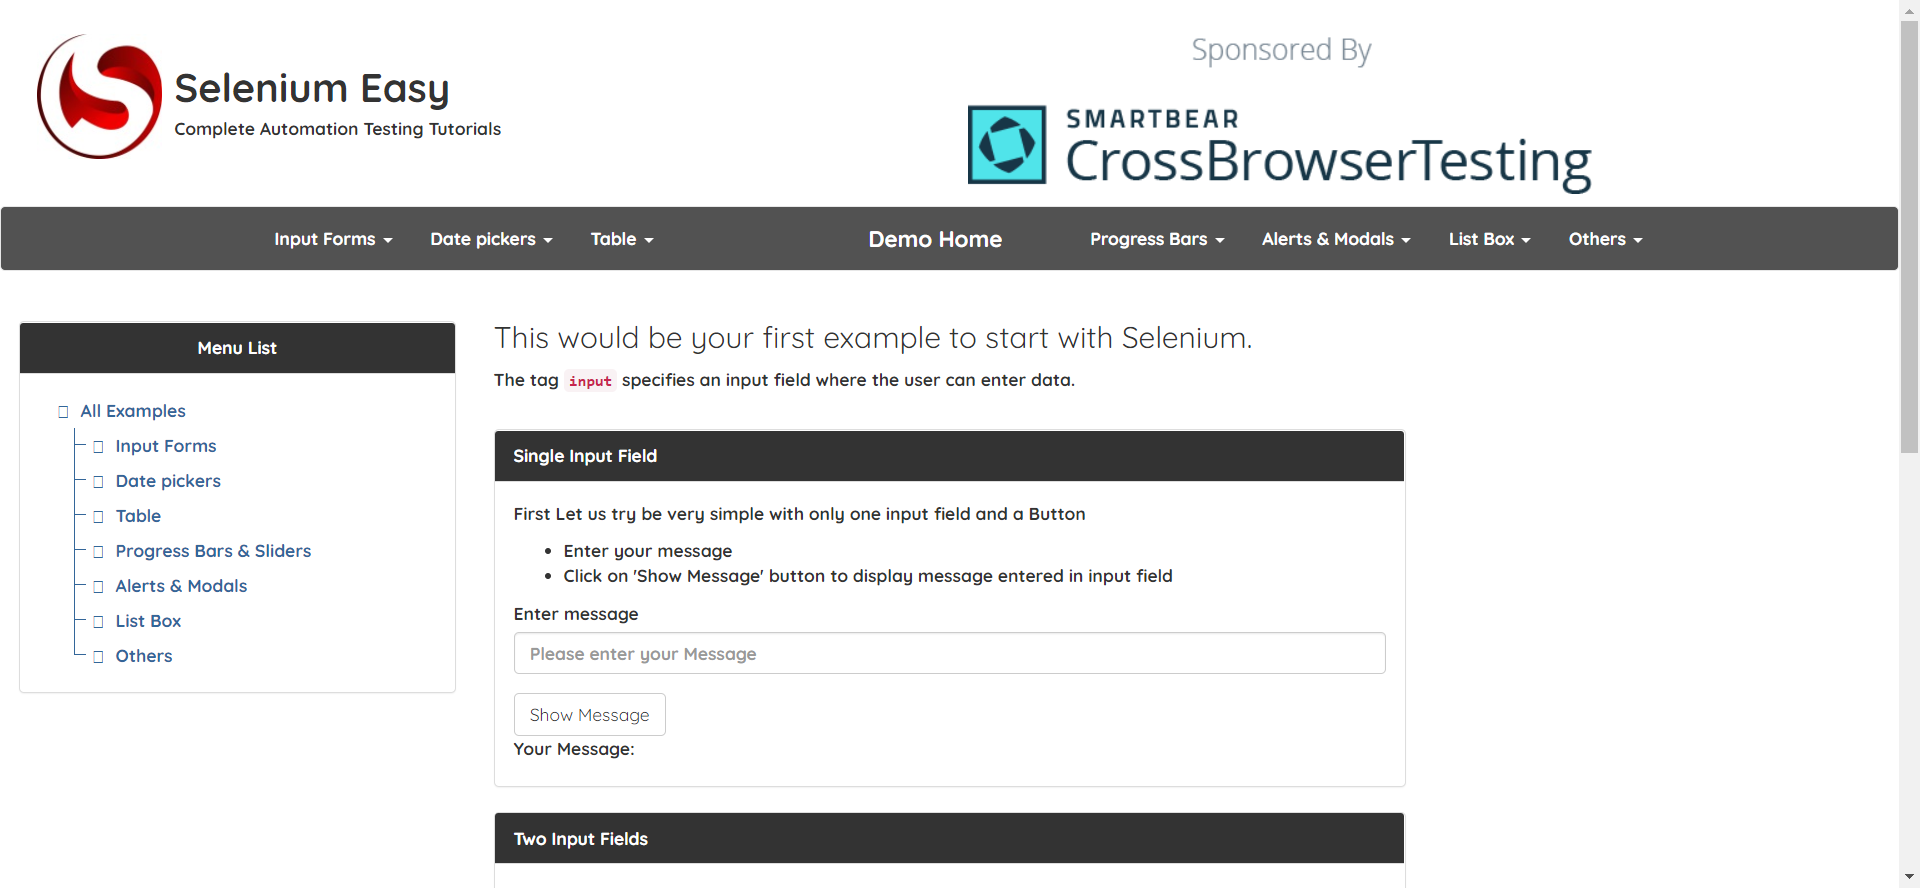 Selenium Easy
Complete Automation Testing Tutorials
Sponsored By
SMARTBEAR
CrossBrowserTesting
Input Forms Date pickers Table Demo Home Progress Bars Alerts & Modals List Box Others
Menu List
All Examples
Input Forms
Date pickers
Table
Progress Bars & Sliders
Alerts & Modals
List Box
Others
This would be your first example to start with Selenium.
The tag input specifies an input field where the user can enter data.
Single Input Field
First Let us try be very simple with only one input field and a Button
Enter your message
Click on 'Show Message' button to display message entered in input field
Enter message
Please enter your Message
Show Message
Your Message:
Two Input Fields